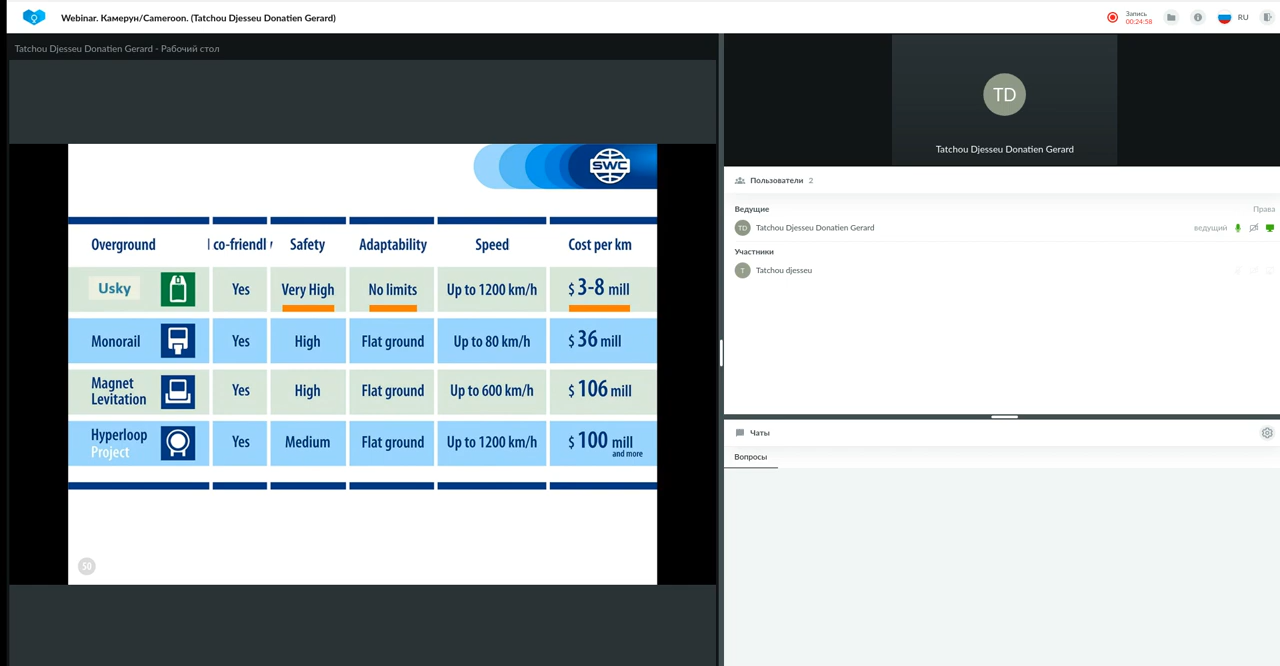 Webinar. Камерун/Cameroon. (Tatchou Djesseu Donatien Gerard)
Запись
00:24:58
RU
Tatchou Djesseu Donatien Gerard - Рабочий стол
TD
Tatchou Djesseu Donatien Gerard
SWC
Overground co-friendl Safety Adaptability Speed Cost per km
Usky Yes Very High No limits Up to 1200 km/h $ 3-8 mill
Monorail Yes High Flat ground Up to 80 km/h $ 36 mill
Magnet
Levitation Yes High Flat ground Up to 600 km/h $ 106 mill
Hyperloop
Project Yes Medium Flat ground Up to 1200 km/h $ 100 mill
and more
50
Пользователи 2
Ведущие Права
TD Tatchou Djesseu Donatien Gerard ведущий
Участники
T Tatchou djesseu
Чаты
Вопросы